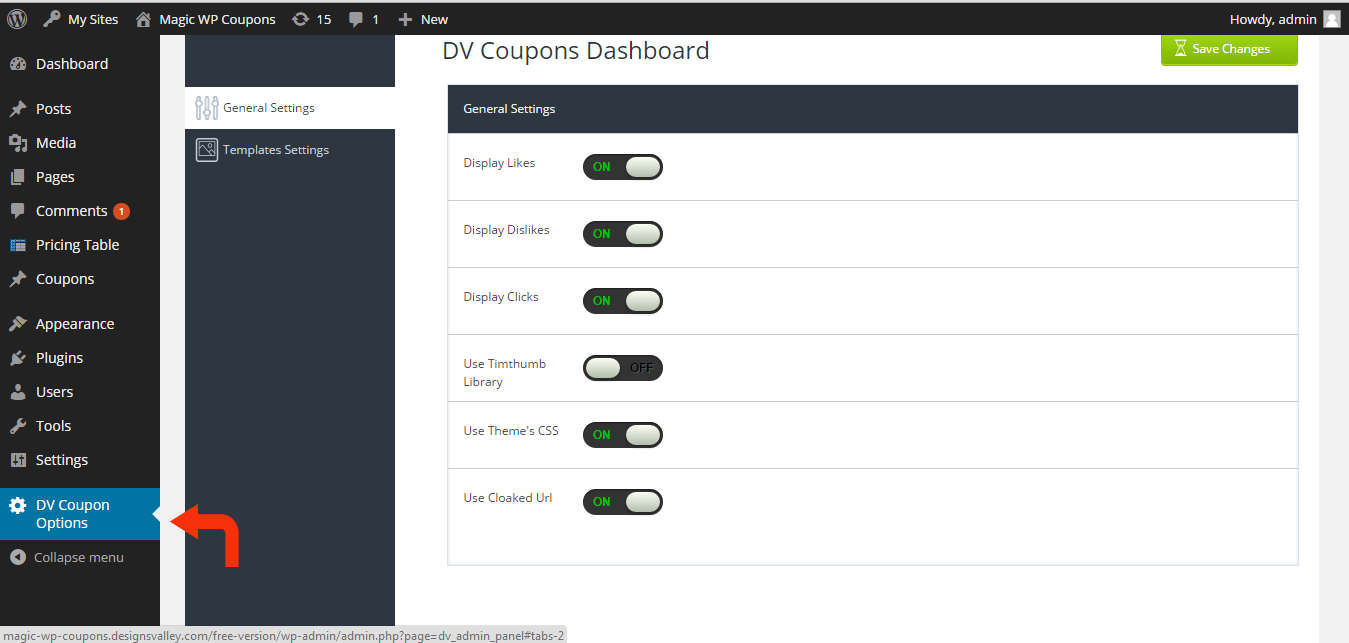 My Sites
Magic WP Coupons
15
1
New
Howdy, admin
Dashboard
Posts
Media
Pages
Comments 1
Pricing Table
Coupons
Appearance
Plugins
Users
Tools
Settings
DV Coupon
Options
Collapse menu
General Settings
Templates Settings
DV Coupons Dashboard
Save Changes
General Settings
Display Likes
ON
Display Dislikes
ON
Display Clicks
ON
Use Timthumb
Library
OFF
Use Theme's CSS
ON
Use Cloaked Url
ON
magic-wp-coupons.designsvalley.com/free-version/wp-admin/admin.php?page=dv_admin_panel#tabs-2